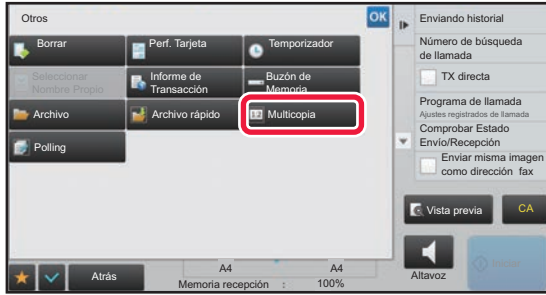 Otros
OK
Borrar
Perf. Tarjeta
Temporizador
Seleccionar
Nombre Propio
Informe de
Transacción
Buzón de
Memoria
Archivo
Archivo rápido
12
Multicopia
Polling
Atrás
A4
A4
Memoria recepción : 100%
Enviando historial
Número de búsqueda
de llamada
TX directa
Programa de llamada
Ajustes registrados de llamada
Comprobar Estado
Envío/Recepción
Enviar misma imagen
como dirección fax
Vista previa
CA
Altavoz